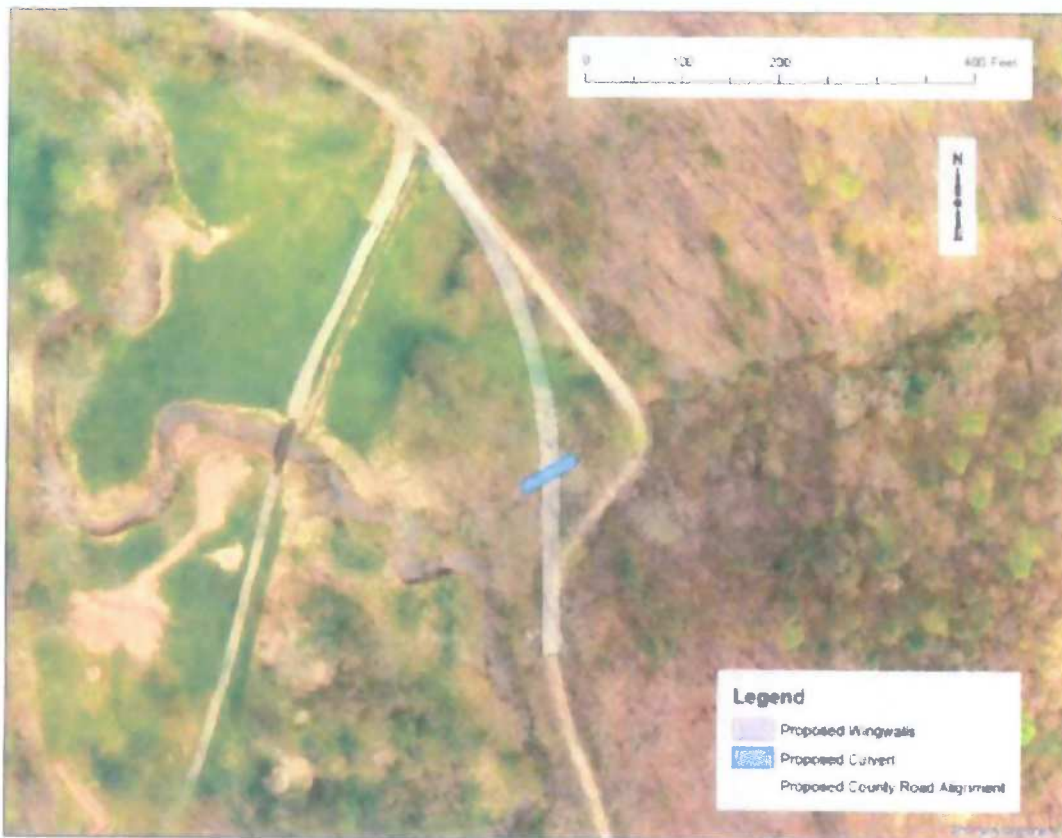 0 100 200 400 Feet
N
Legend
Proposed Wingwalls
Proposed Culvert
Proposed County Road Alignment